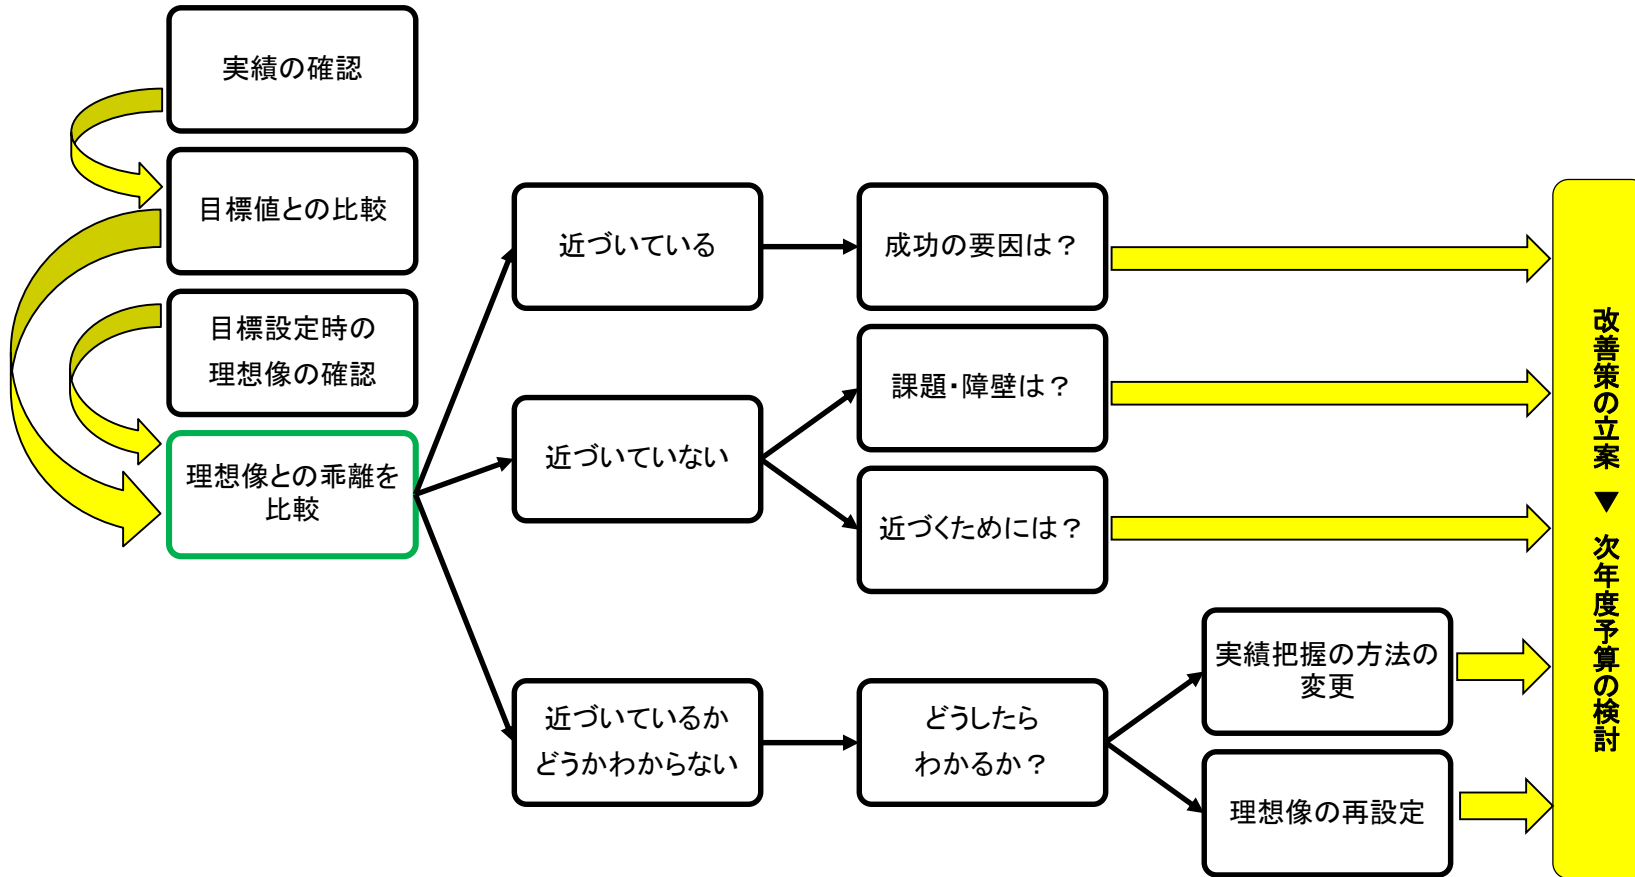 実績の確認
目標値との比較
目標設定時の
理想像の確認
理想像との乖離を
比較
近づいている
近づいていない
近づいているか
どうかわからない
成功の要因は？
課題・障壁は？
近づくためには？
どうしたら
わかるか？
実績把握の方法の
変更
理想像の再設定
改善策の立案 ▼ 次年度予算の検討